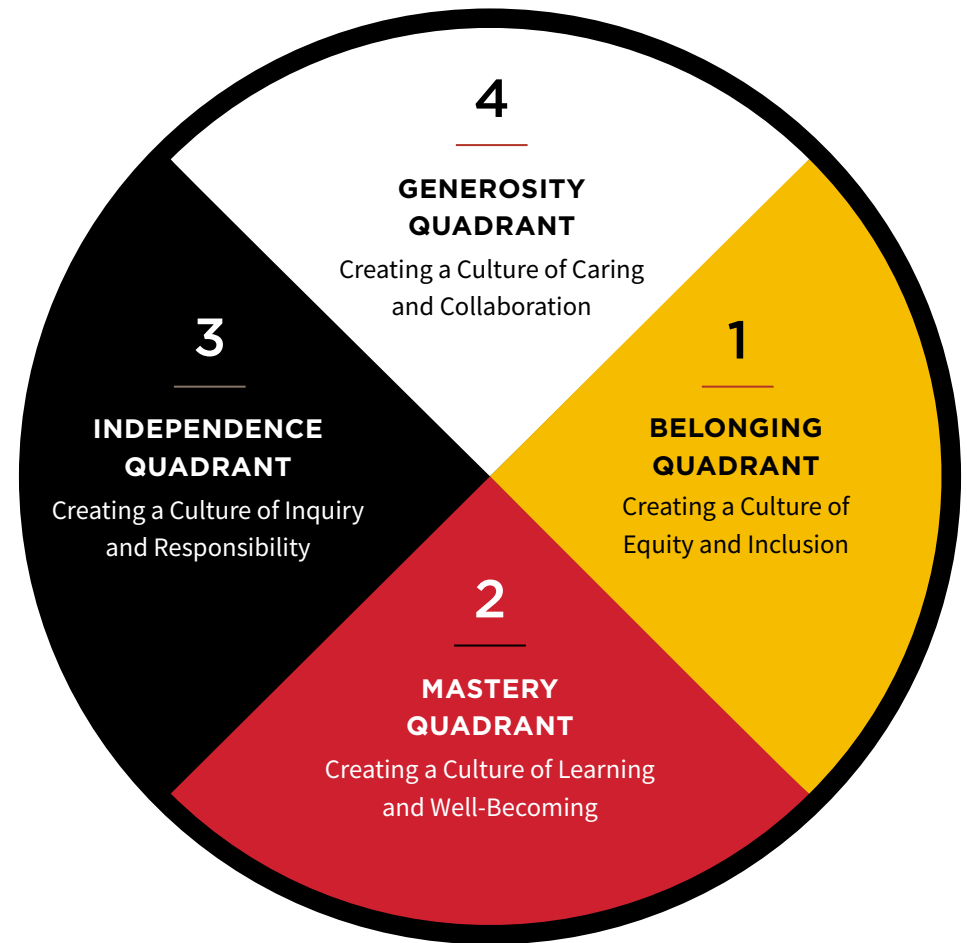 4
GENEROSITY
QUADRANT
Creating a Culture of Caring
and Collaboration
3
INDEPENDENCE
QUADRANT
Creating a Culture of Inquiry
and Responsibility
1
BELONGING
QUADRANT
Creating a Culture of
Equity and Inclusion
2
MASTERY
QUADRANT
Creating a Culture of Learning
and Well-Becoming